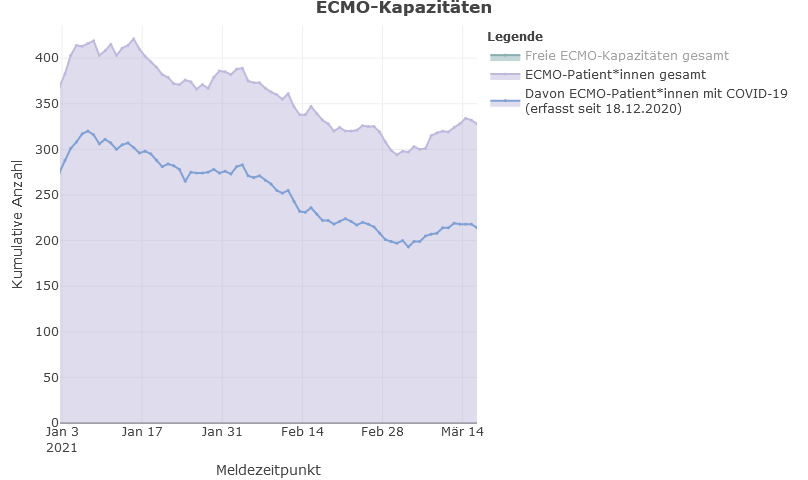 ECMO-Kapazitäten
Legende
Freie ECMO-Kapazitäten gesamt
ECMO-Patient*innen gesamt
Davon ECMO-Patient*innen mit COVID-19
(erfasst seit 18.12.2020)
Kumulative Anzahl
400
350
300
250
200
150
100
50
0
Jan 3
2021
Jan 17
Jan 31
Feb 14
Feb 28
Mär 14
Meldezeitpunkt